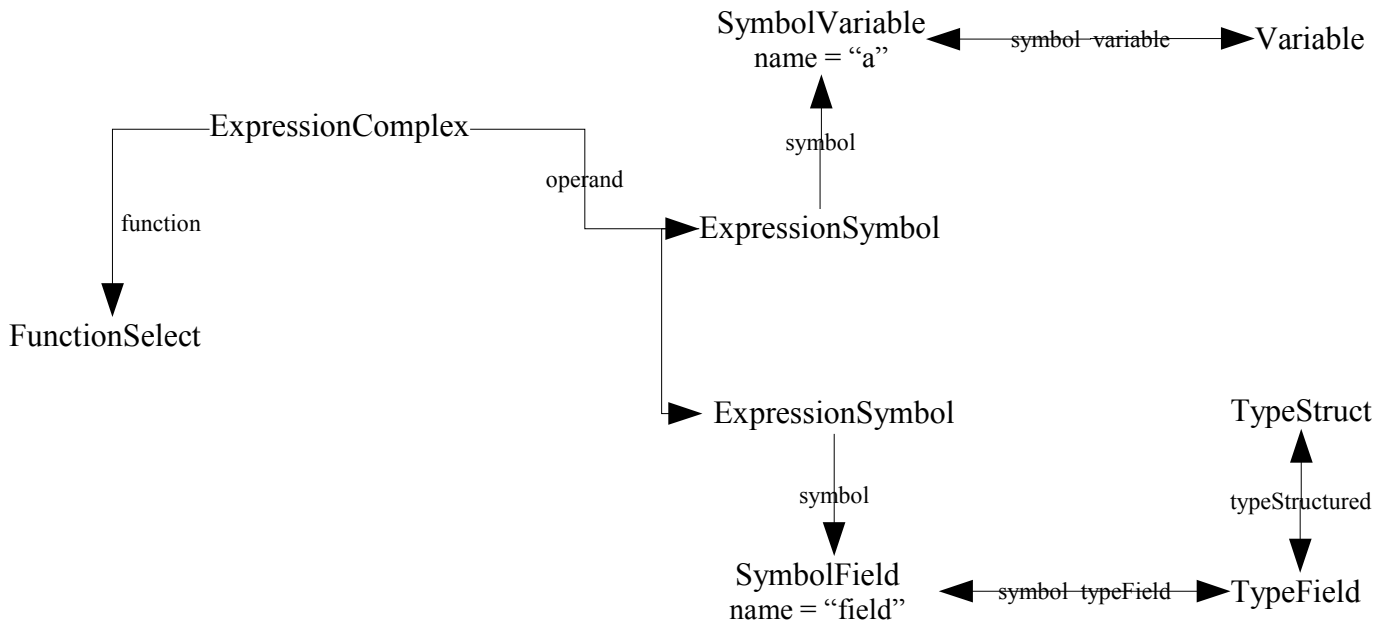 SymbolVariable
name = “a”
symbol variable
Variable
ExpressionComplex
symbol
operand
function
ExpressionSymbol
FunctionSelect
ExpressionSymbol
TypeStruct
symbol
typeStructured
SymbolField
name = “field”
symbol typeField
TypeField